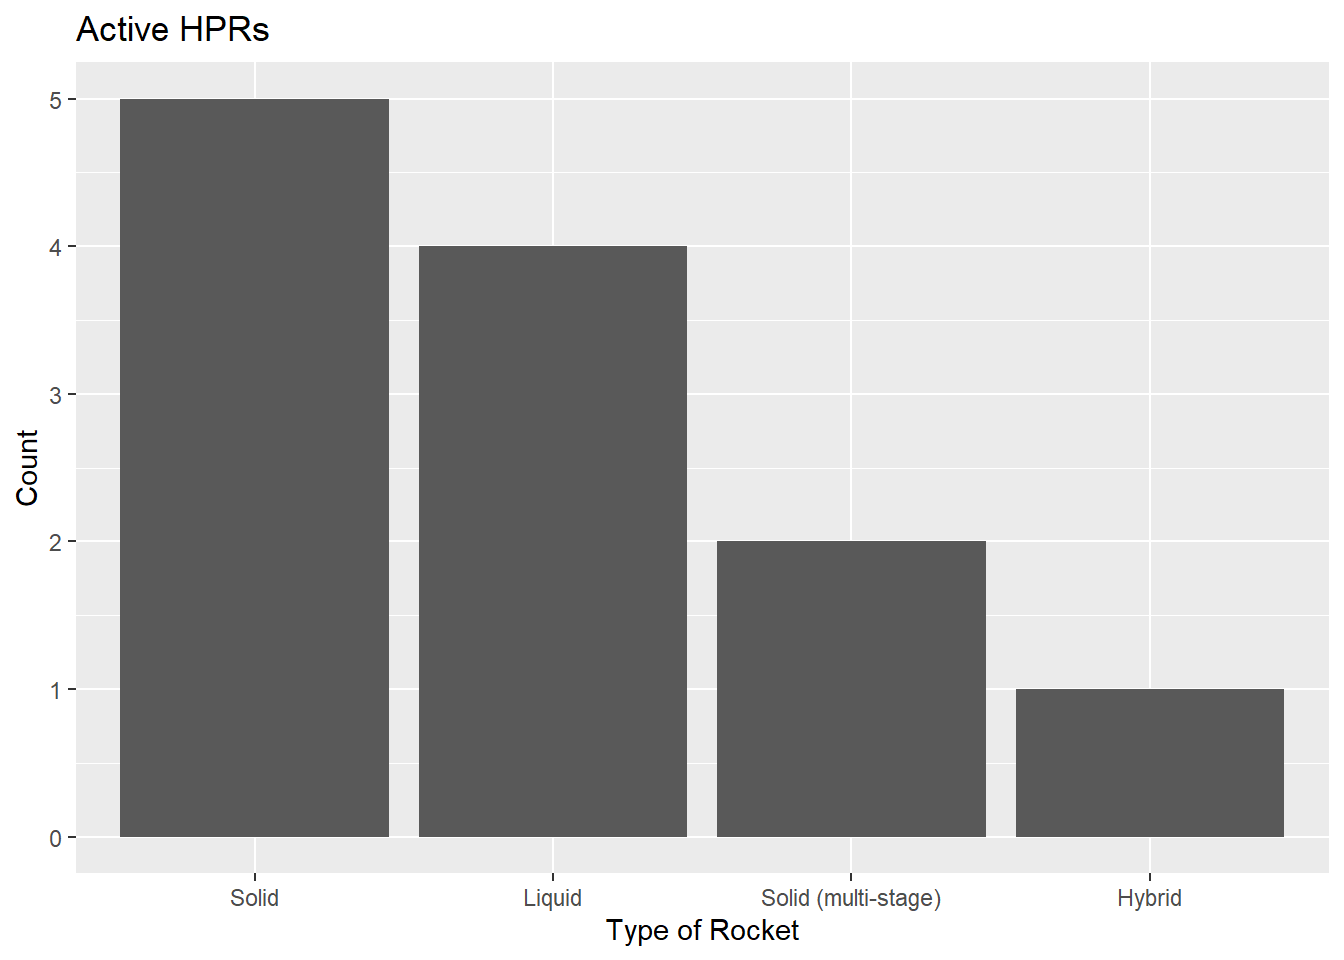 Active HPRs
5
4
3
2
1
0
Count
Solid
Liquid
Solid (multi-stage)
Hybrid
Type of Rocket